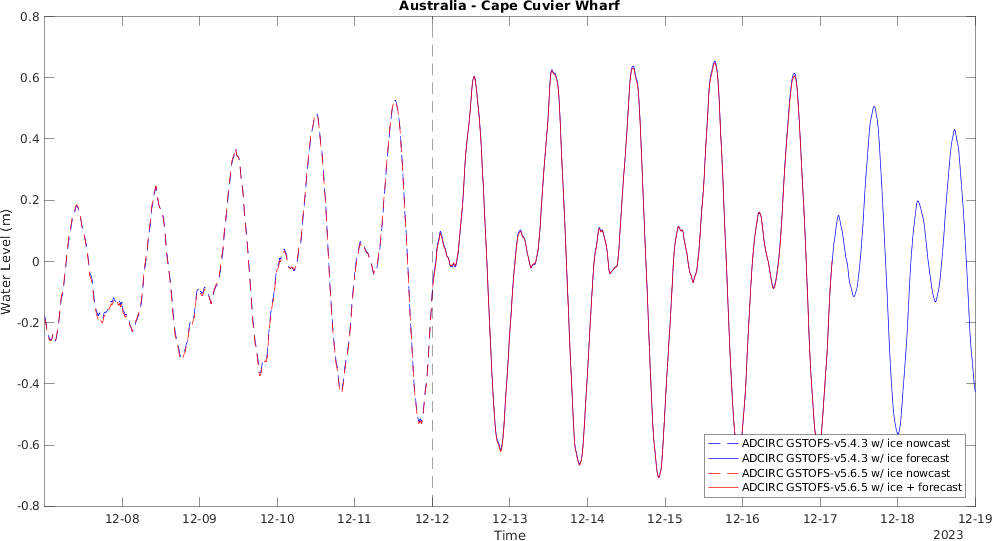 Australia - Cape Cuvier Wharf
0.8
0.6
0.4
0.2
0
-0.2
-0.4
-0.6
-0.8
Water Level (m)
ADCIRC GSTOFS-v5.4.3 w/ ice nowcast
ADCIRC GSTOFS-v5.4.3 w/ ice forecast
ADCIRC GSTOFS-v5.6.5 w/ ice nowcast
ADCIRC GSTOFS-v5.6.5 w/ ice + forecast
12-08 12-09 12-10 12-11 12-12 12-13 12-14 12-15 12-16 12-17 12-18 12-19
Time
2023